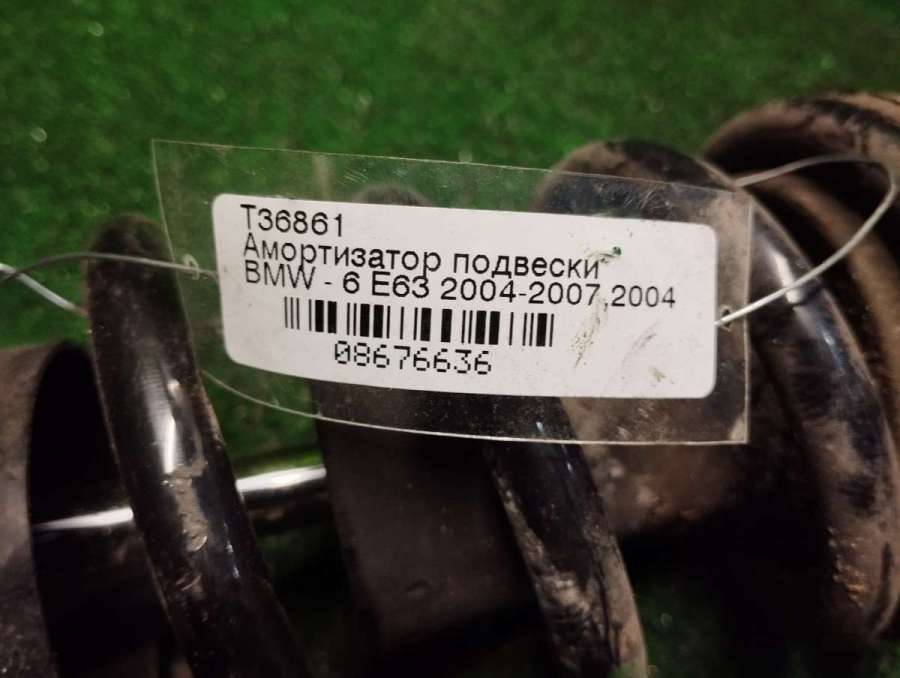 T36861
Амортизатор подвески
BMW - 6 E63 2004-2007,2004
08676636